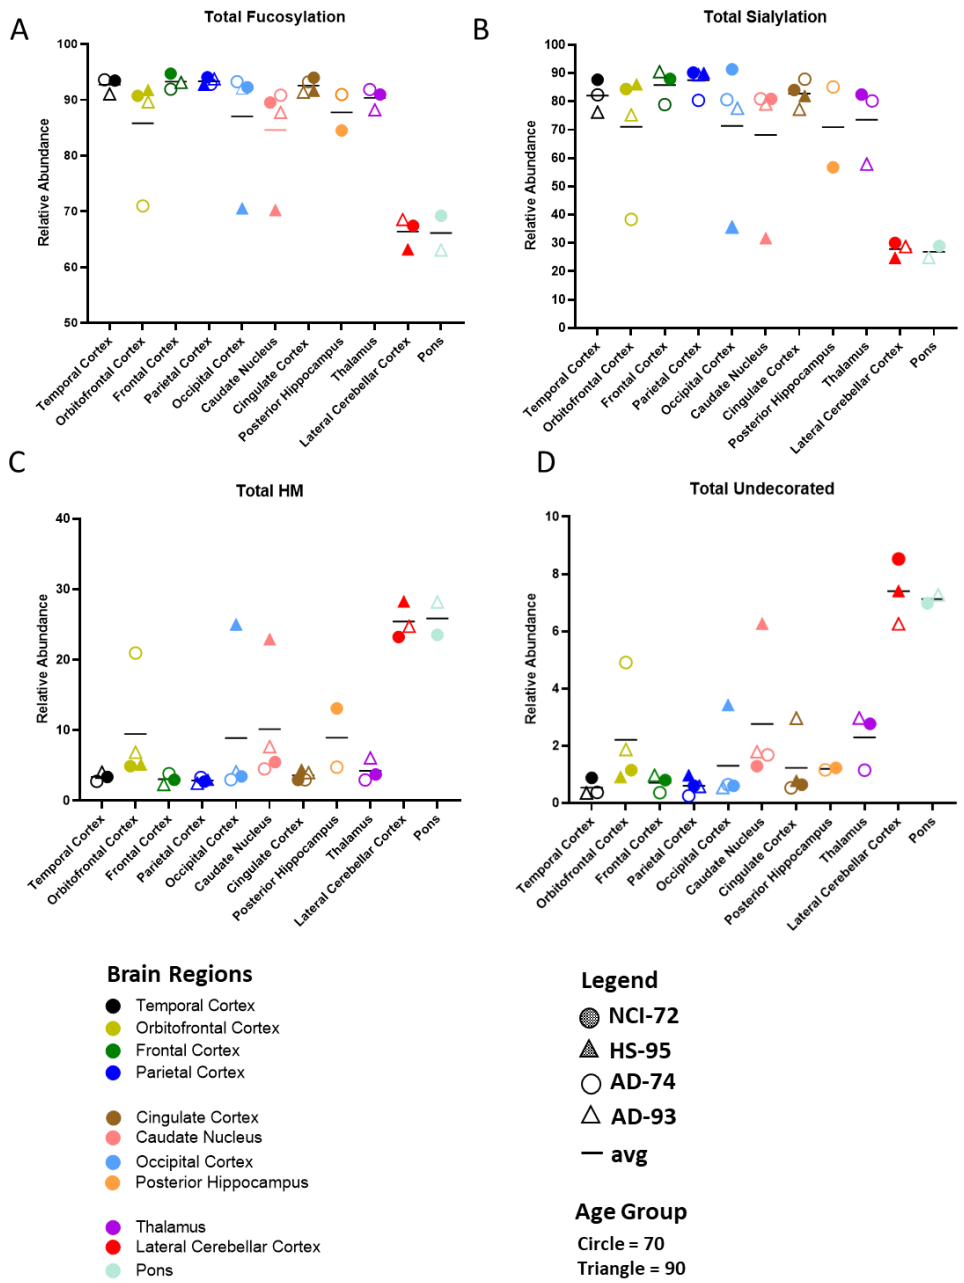 A
Total Fucosylation
Relative Abundance
100
90
80
70
60
50
Temporal Cortex
Orbitofrontal Cortex
Frontal Cortex
Parietal Cortex
Occipital Cortex
Caudate Nucleus
Cingulate Cortex
Posterior Hippocampus
Thalamus
Lateral Cerebellar Cortex
Pons
B
Total Sialylation
Relative Abundance
100
90
80
70
60
50
40
30
20
10
0
Temporal Cortex
Orbitofrontal Cortex
Frontal Cortex
Parietal Cortex
Occipital Cortex
Caudate Nucleus
Cingulate Cortex
Posterior Hippocampus
Thalamus
Lateral Cerebellar Cortex
Pons
C
Total HM
Relative Abundance
40
30
20
10
0
Temporal Cortex
Orbitofrontal Cortex
Frontal Cortex
Parietal Cortex
Occipital Cortex
Caudate Nucleus
Cingulate Cortex
Posterior Hippocampus
Thalamus
Lateral Cerebellar Cortex
Pons
D
Total Undecorated
Relative Abundance
10
8
6
4
2
0
Temporal Cortex
Orbitofrontal Cortex
Frontal Cortex
Parietal Cortex
Occipital Cortex
Caudate Nucleus
Cingulate Cortex
Posterior Hippocampus
Thalamus
Lateral Cerebellar Cortex
Pons
Brain Regions
Temporal Cortex
Orbitofrontal Cortex
Frontal Cortex
Parietal Cortex
Cingulate Cortex
Caudate Nucleus
Occipital Cortex
Posterior Hippocampus
Thalamus
Lateral Cerebellar Cortex
Pons
Legend
NCI-72
HS-95
AD-74
AD-93
avg
Age Group
Circle = 70
Triangle = 90